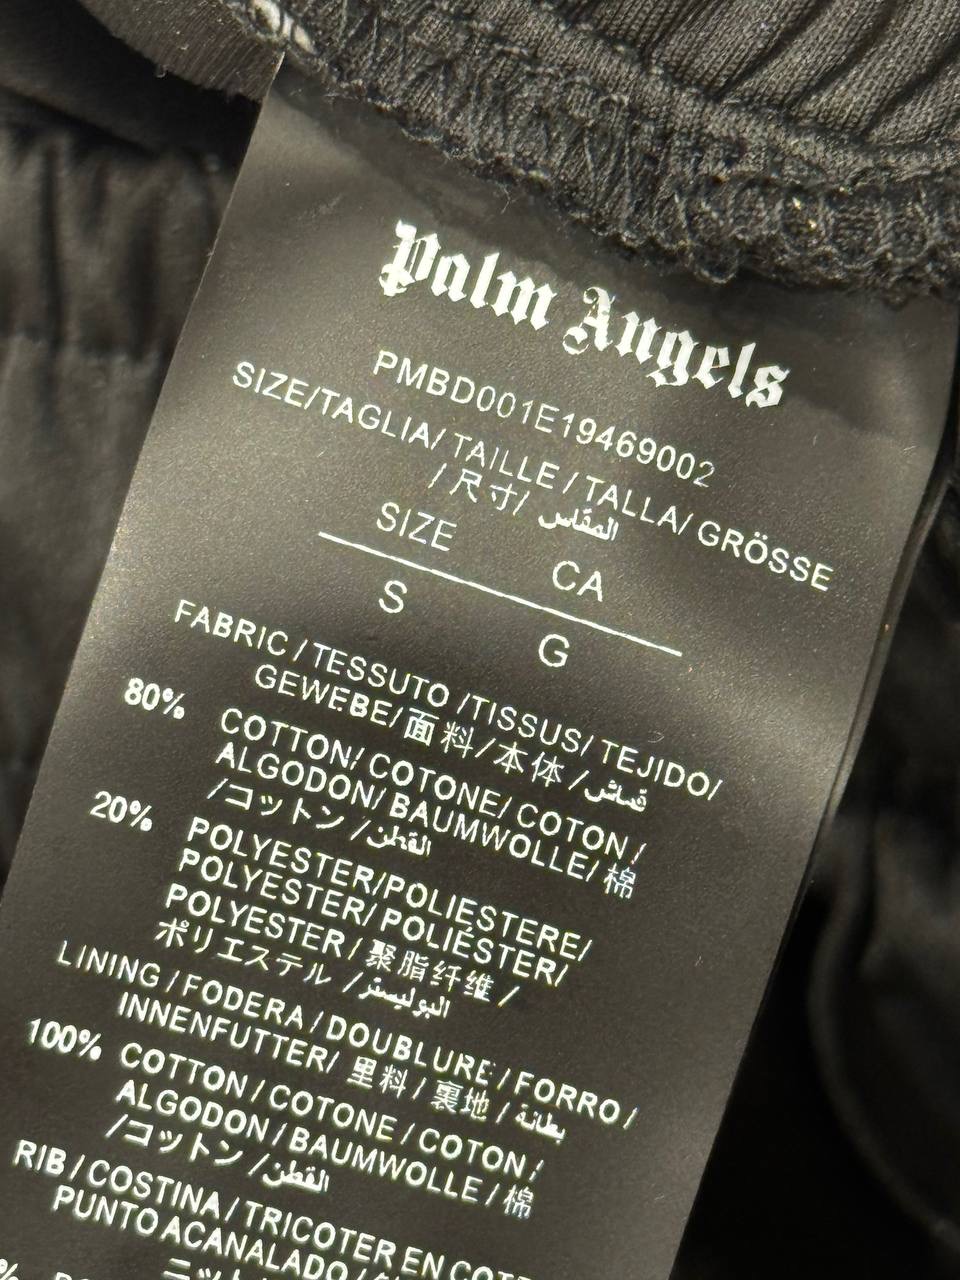 Palm Angels
PMBD001E19469002
SIZE/TAGLIA/ TAILLE / TALLA/ GRÖSSE
/ 尺寸/ المقاس
SIZE CA
S G
FABRIC / TESSUTO /TISSUS/ TEJIDO/
GEWEBE/ 面料 / 本体 / قماش
80% COTTON/ COTONE/ COTON /
ALGODON/ BAUMWOLLE/ 棉
/コットン /القطن
20% POLYESTER/POLIESTERE/
POLYESTER/ POLIÉSTER/
POLYESTER / 聚脂纤维 /
ポリエステル /البوليستر
LINING / FODERA / DOUBLURE / FORRO /
INNENFUTTER/ 里料 / 裏地 / بطانة
100% COTTON / COTONE / COTON /
ALGODON / BAUMWOLLE / 棉
/コットン /القطن
RIB / COSTINA / TRICOTER EN
PUNTO ACANALADO /